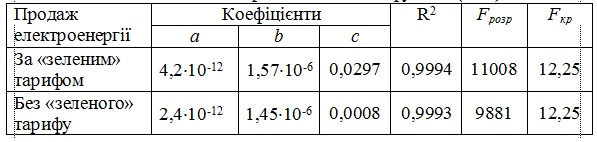 Продаж електроенергії Коефіцієнти R² Fрозр Fкр
a b c
За «зеленим» тарифом 4,2·10⁻¹² 1,57·10⁻⁶ 0,0297 0,9994 11008 12,25
Без «зеленого» тарифу 2,4·10⁻¹² 1,45·10⁻⁶ 0,0008 0,9993 9881 12,25